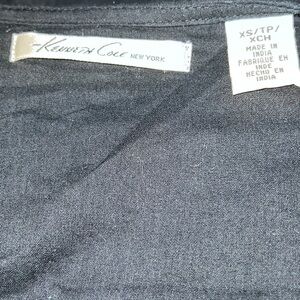 Kenneth Cole NEW YORK
XS/TP/
XCH
MADE IN
INDIA
FABRIQUE EN
INDE
HECHO EN
INDIA